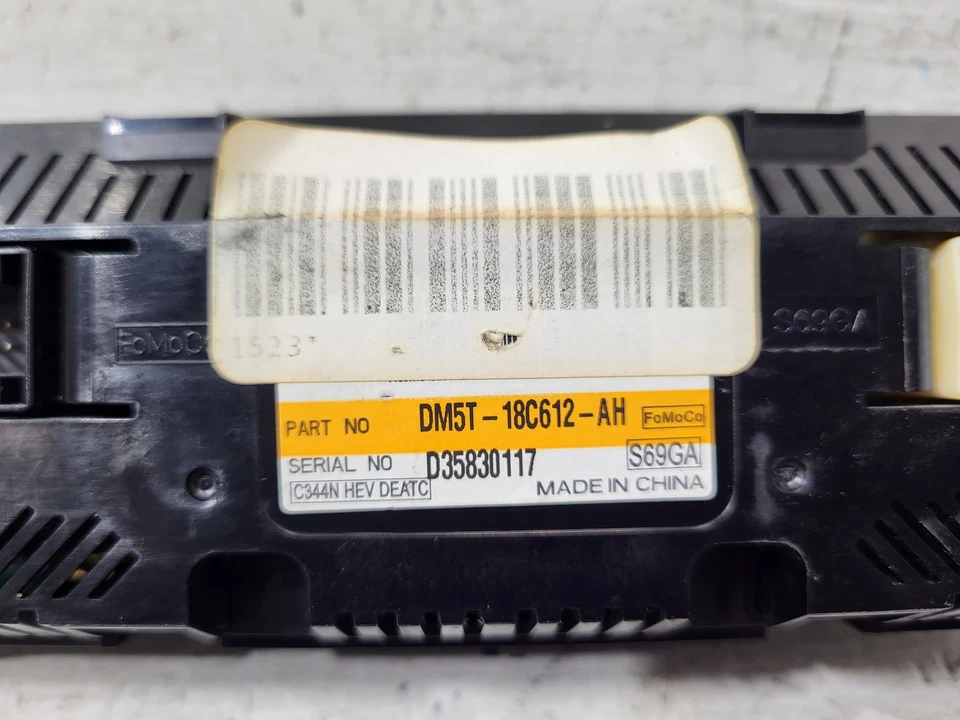 FoMoCo
1523*
S69GA
PART NO DM5T-18C612-AH FoMoCo
SERIAL NO D35830117 S69GA
C344N HEV DEATC MADE IN CHINA